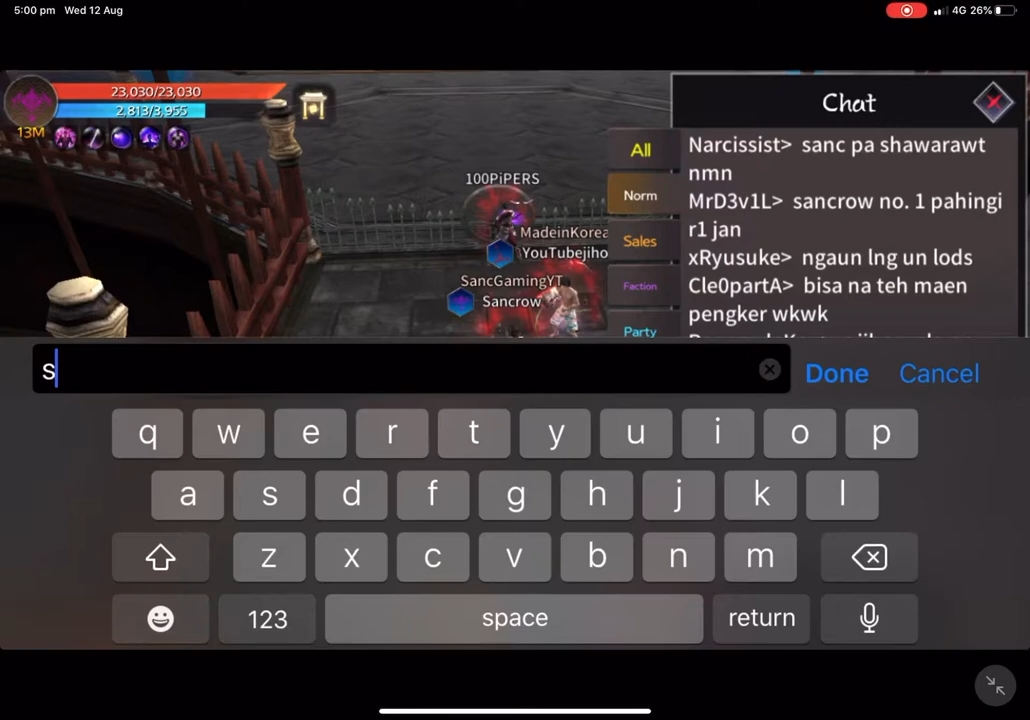 5:00 pm Wed 12 Aug
4G 26%
23,030/23,030
2,813/3,955
13M
100PiPERS
MadeinKorea
YouTubejiho
SancGamingYT
Sancrow
Chat
All
Norm
Sales
Faction
Party
Narcissist> sanc pa shawarawt
nmn
MrD3v1L> sancrow no. 1 pahingi
r1 jan
xRyusuke> ngaun lng un lods
Cle0partA> bisa na teh maen
pengker wkwk
s
Done Cancel
q w e r t y u i o p
a s d f g h j k l
z x c v b n m
123 space return